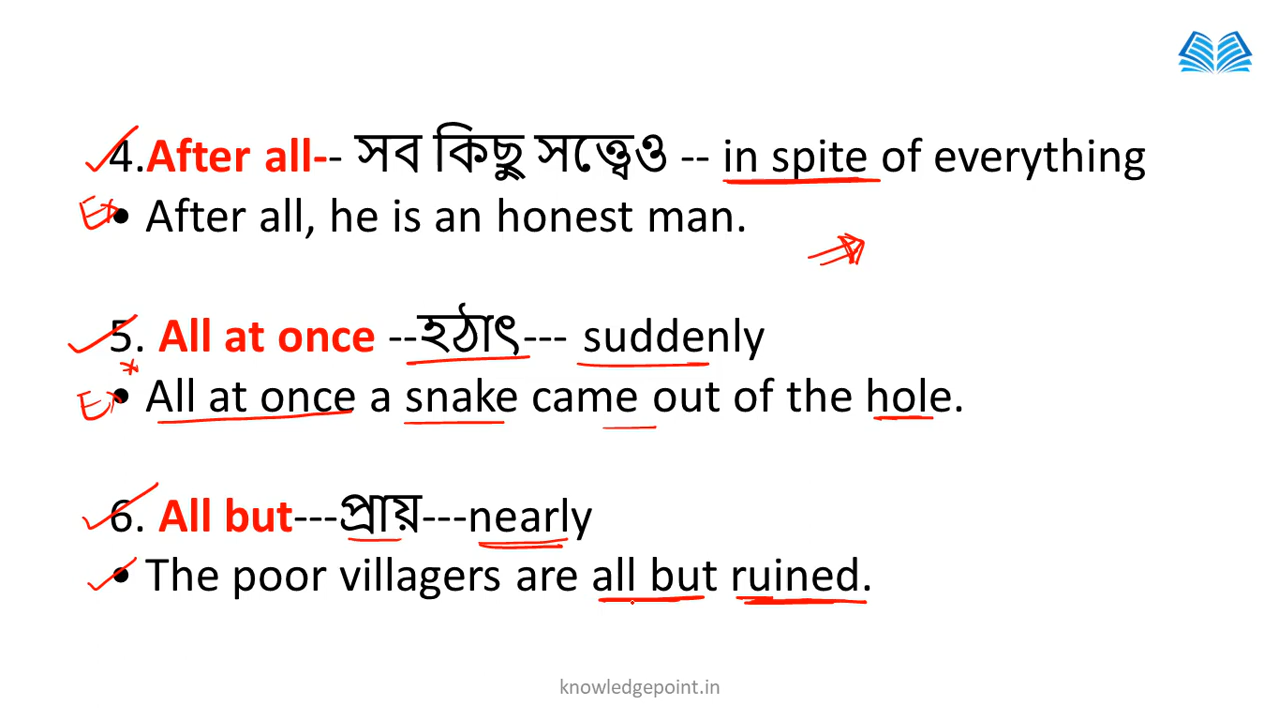 4.After all-- সব কিছু সত্ত্বেও -- in spite of everything
Ex • After all, he is an honest man.
5. All at once --হঠাৎ--- suddenly
Ex • All at once a snake came out of the hole.
6. All but---প্রায়---nearly
• The poor villagers are all but ruined.
knowledgepoint.in